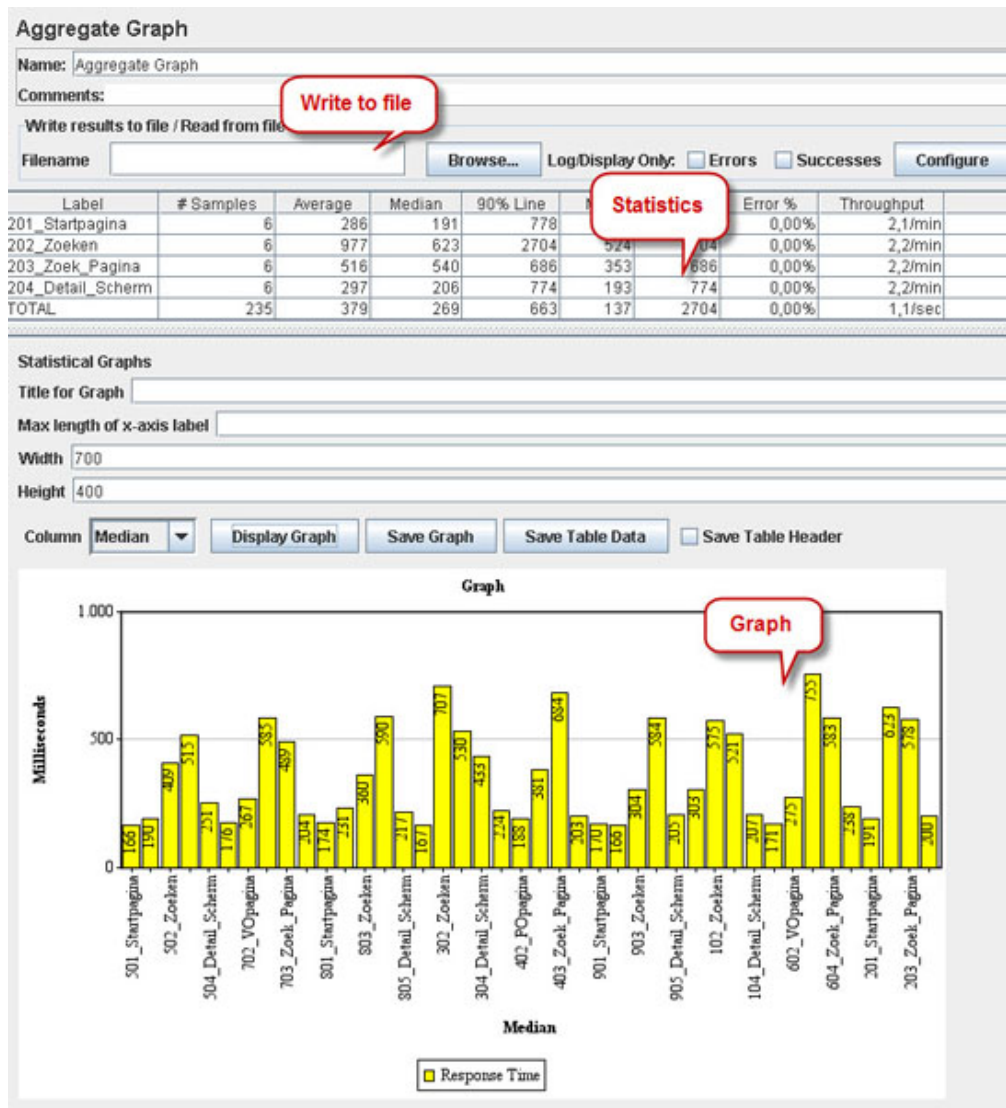 Aggregate Graph
Name: Aggregate Graph
Comments:
Write to file
Write results to file / Read from file
Filename Browse... Log/Display Only: Errors Successes Configure
Label # Samples Average Median 90% Line Statistics Error % Throughput
201_Startpagina 6 286 191 778 0,00% 2,1/min
202_Zoeken 6 977 623 2704 524 0,00% 2,2/min
203_Zoek_Pagina 6 516 540 686 353 686 0,00% 2,2/min
204_Detail_Scherm 6 297 206 774 193 774 0,00% 2,2/min
TOTAL 235 379 269 663 137 2704 0,00% 1,1/sec
Statistical Graphs
Title for Graph
Max length of x-axis label
Width 700
Height 400
Column Median Display Graph Save Graph Save Table Data Save Table Header
Graph
1.000
Graph
Milliseconds
500
0
166 190 409 515 251 176 267 585 489 204 174 231 360 590 217 167 707 530 433 224 188 381 684 203 170 166 304 584 205 303 575 521 207 171 275 755 583 238 191 623 578 200
501_Startpagina
502_Zoeken
504_Detail_Scherm
702_VOpagina
703_Zoek_Pagina
801_Startpagina
803_Zoeken
805_Detail_Scherm
302_Zoeken
304_Detail_Scherm
402_POpagina
403_Zoek_Pagina
901_Startpagina
903_Zoeken
905_Detail_Scherm
102_Zoeken
104_Detail_Scherm
602_VOpagina
604_Zoek_Pagina
201_Startpagina
203_Zoek_Pagina
Median
Response Time